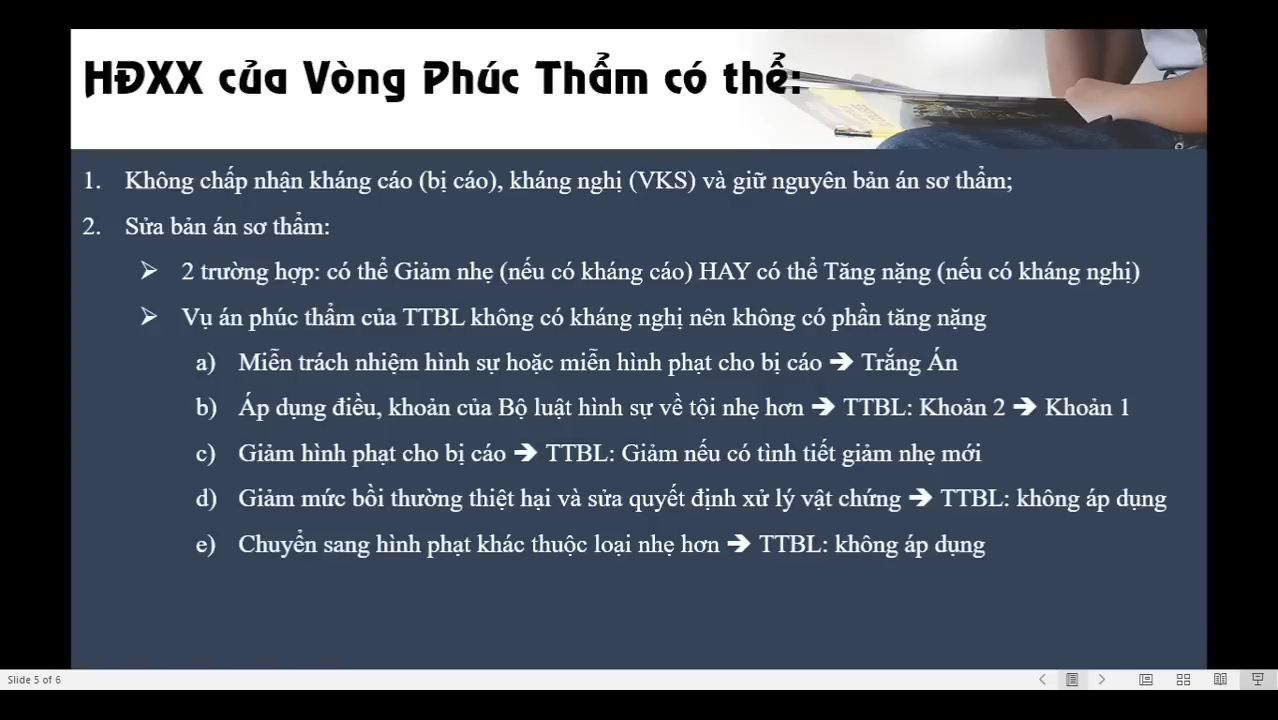 HĐXX của Vòng Phúc Thẩm có thể:
1. Không chấp nhận kháng cáo (bị cáo), kháng nghị (VKS) và giữ nguyên bản án sơ thẩm;
2. Sửa bản án sơ thẩm:
➢ 2 trường hợp: có thể Giảm nhẹ (nếu có kháng cáo) HAY có thể Tăng nặng (nếu có kháng nghị)
➢ Vụ án phúc thẩm của TTBL không có kháng nghị nên không có phần tăng nặng
a) Miễn trách nhiệm hình sự hoặc miễn hình phạt cho bị cáo ➔ Trắng Án
b) Áp dụng điều, khoản của Bộ luật hình sự về tội nhẹ hơn ➔ TTBL: Khoản 2 ➔ Khoản 1
c) Giảm hình phạt cho bị cáo ➔ TTBL: Giảm nếu có tình tiết giảm nhẹ mới
d) Giảm mức bồi thường thiệt hại và sửa quyết định xử lý vật chứng ➔ TTBL: không áp dụng
e) Chuyển sang hình phạt khác thuộc loại nhẹ hơn ➔ TTBL: không áp dụng
Slide 5 of 6